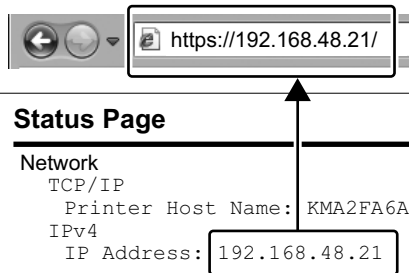 https://192.168.48.21/
Status Page
Network
TCP/IP
Printer Host Name: KMA2FA6A
IPv4
IP Address: 192.168.48.21